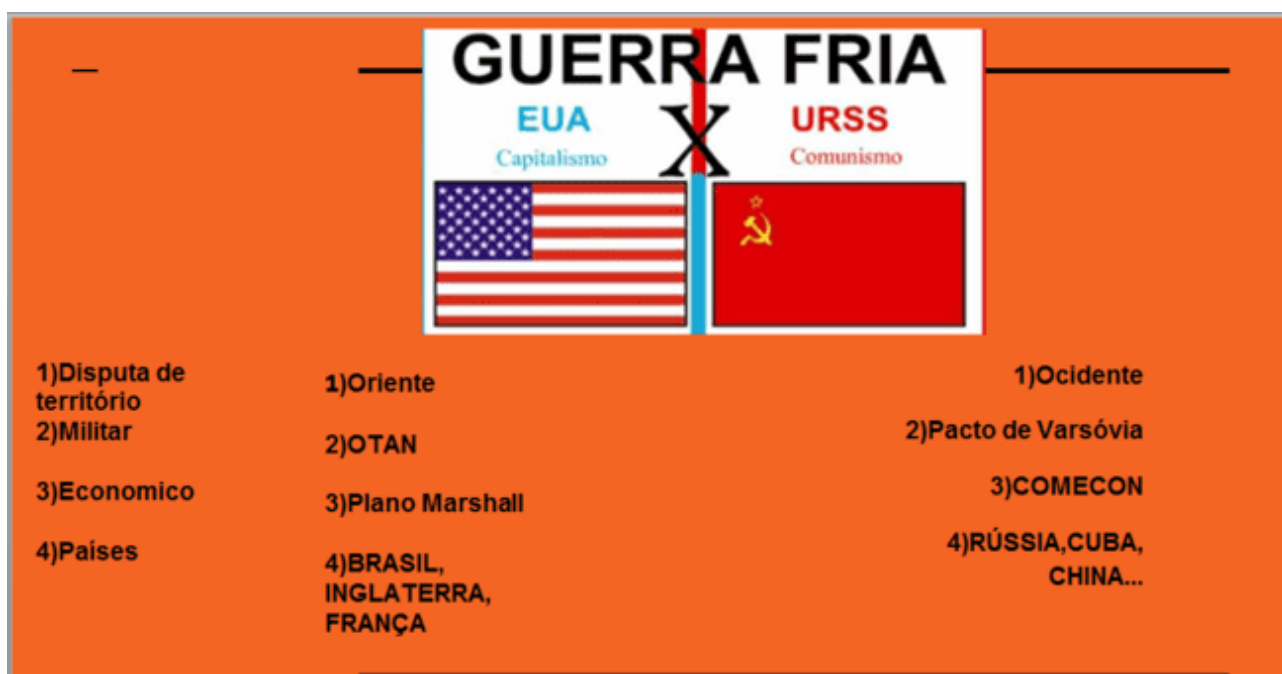 GUERRA FRIA
EUA
Capitalismo
X
URSS
Comunismo
1)Disputa de
território
2)Militar
3)Economico
4)Países
1)Oriente
2)OTAN
3)Plano Marshall
4)BRASIL,
INGLATERRA,
FRANÇA
1)Ocidente
2)Pacto de Varsóvia
3)COMECON
4)RÚSSIA,CUBA,
CHINA...